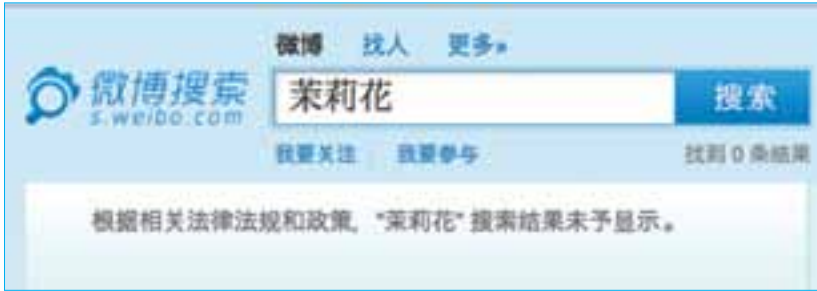 微博 找人 更多»
微博搜索 茉莉花 搜索
s.weibo.com
我要关注 我要参与 找到 0 条结果
根据相关法律法规和政策，"茉莉花" 搜索结果未予显示。